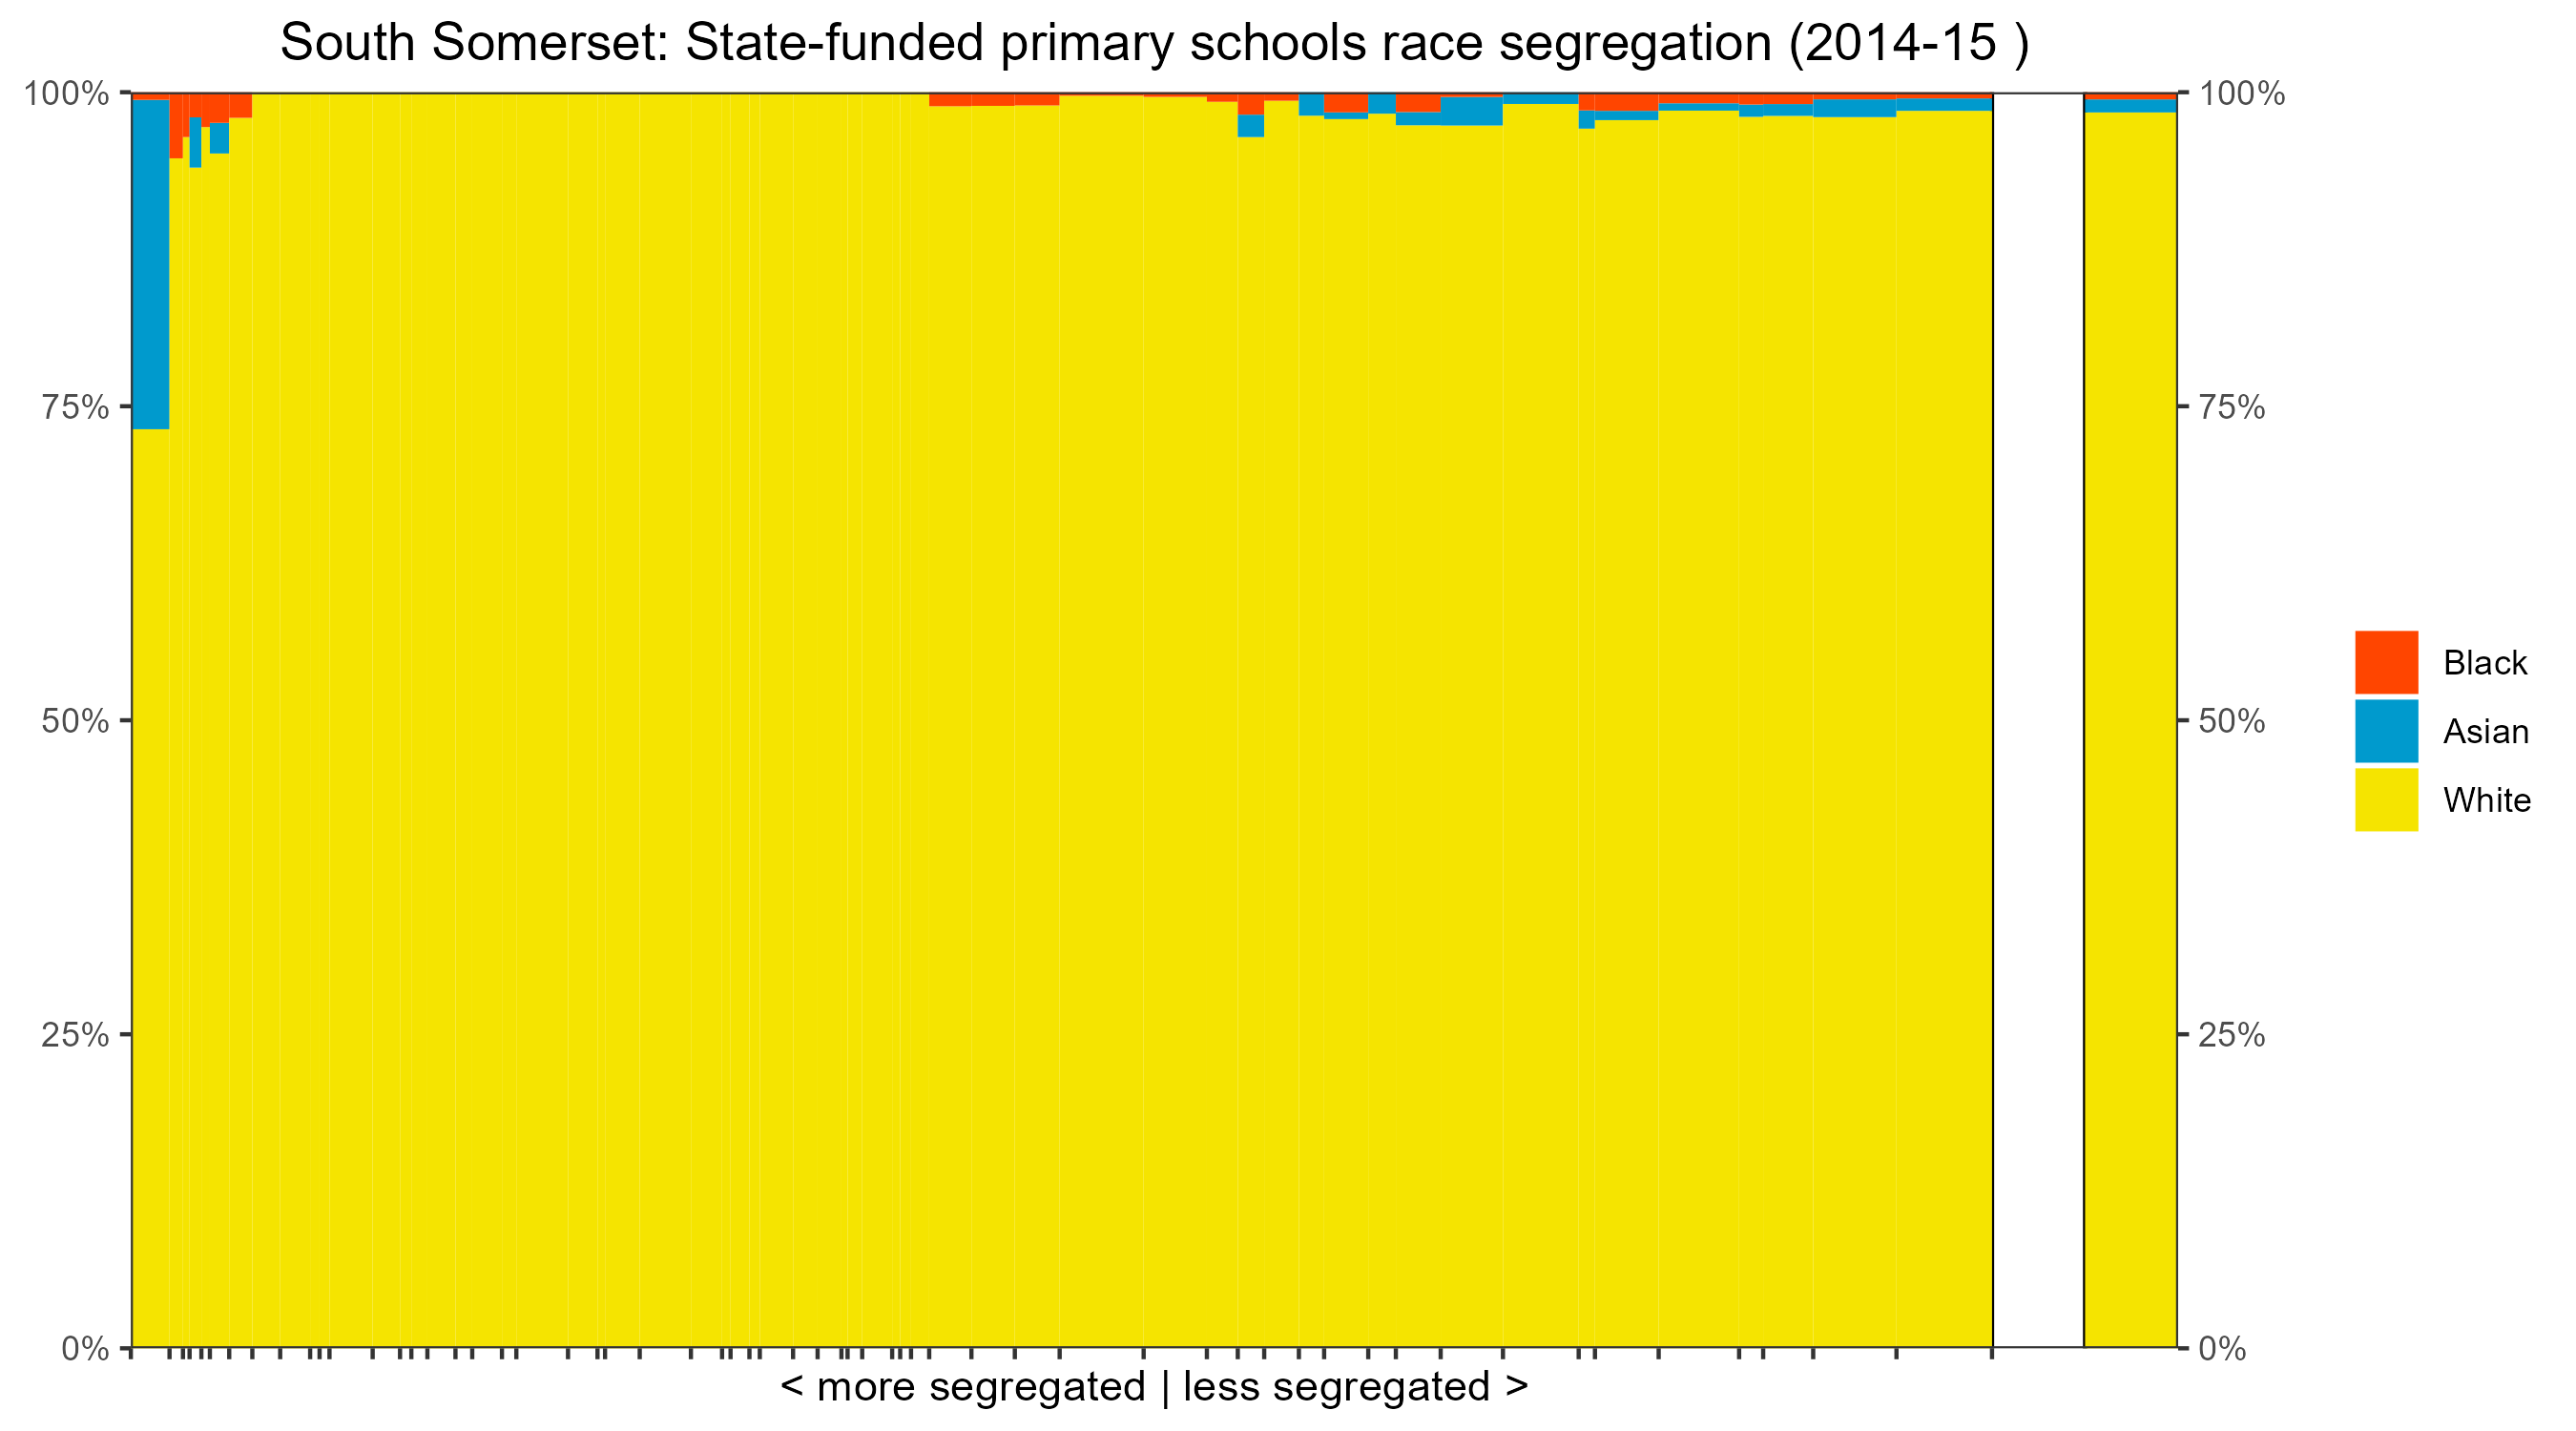 South Somerset: State-funded primary schools race segregation (2014-15 )
100%
75%
50%
25%
0%
100%
75%
50%
25%
0%
Black
Asian
White
< more segregated | less segregated >